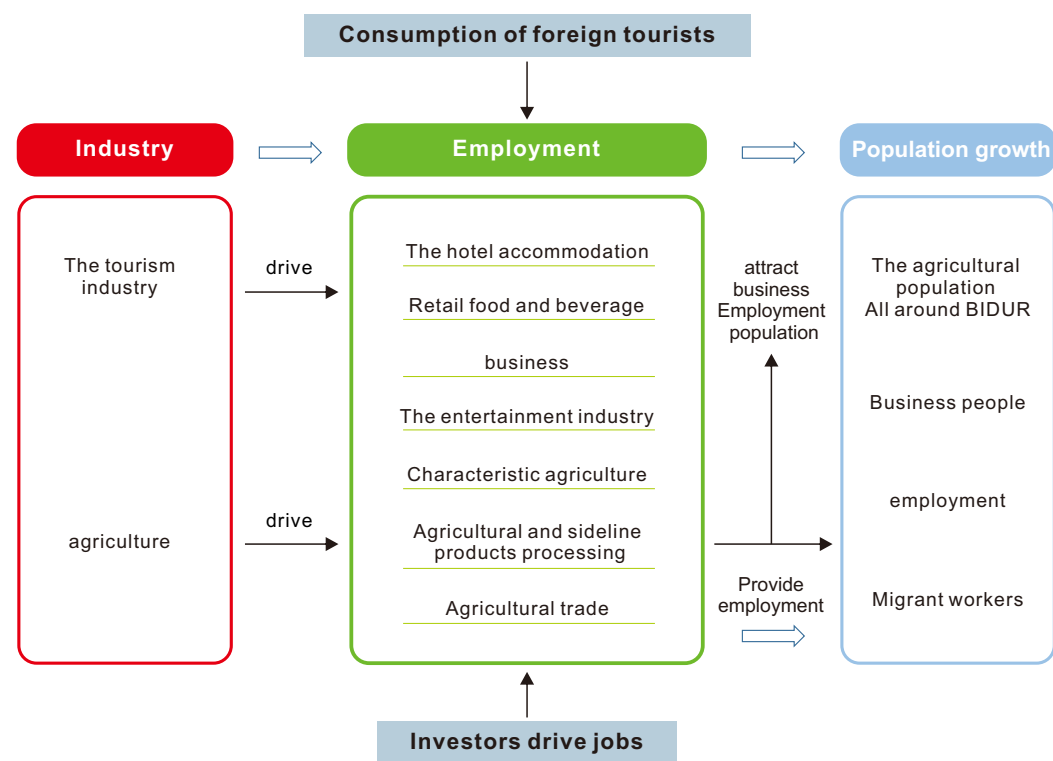 Consumption of foreign tourists
Industry
Employment
Population growth
The tourism
industry
agriculture
drive
drive
The hotel accommodation
Retail food and beverage
business
The entertainment industry
Characteristic agriculture
Agricultural and sideline
products processing
Agricultural trade
attract
business
Employment
population
Provide
employment
The agricultural
population
All around BIDUR
Business people
employment
Migrant workers
Investors drive jobs